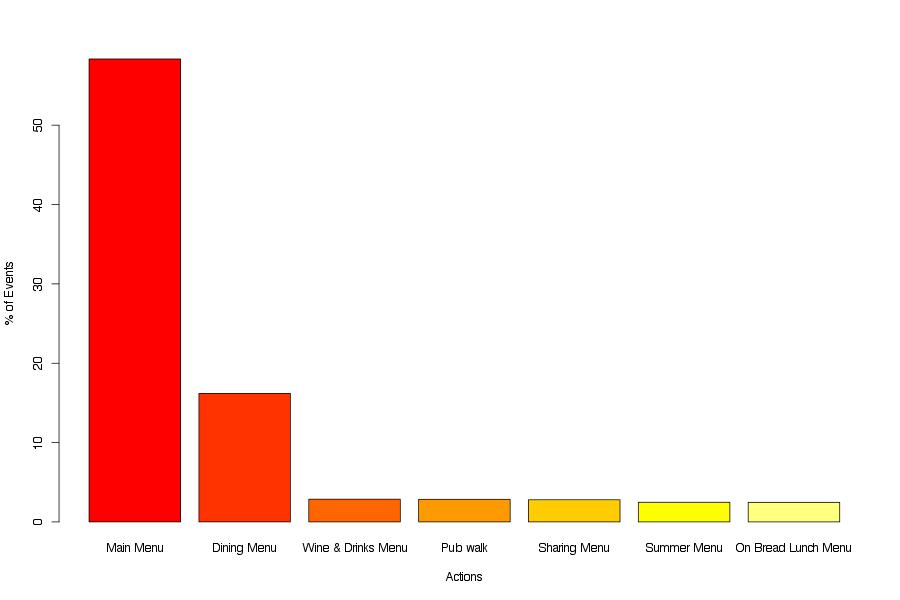 % of Events
50
40
30
20
10
0
Main Menu
Dining Menu
Wine & Drinks Menu
Pub walk
Sharing Menu
Summer Menu
On Bread Lunch Menu
Actions